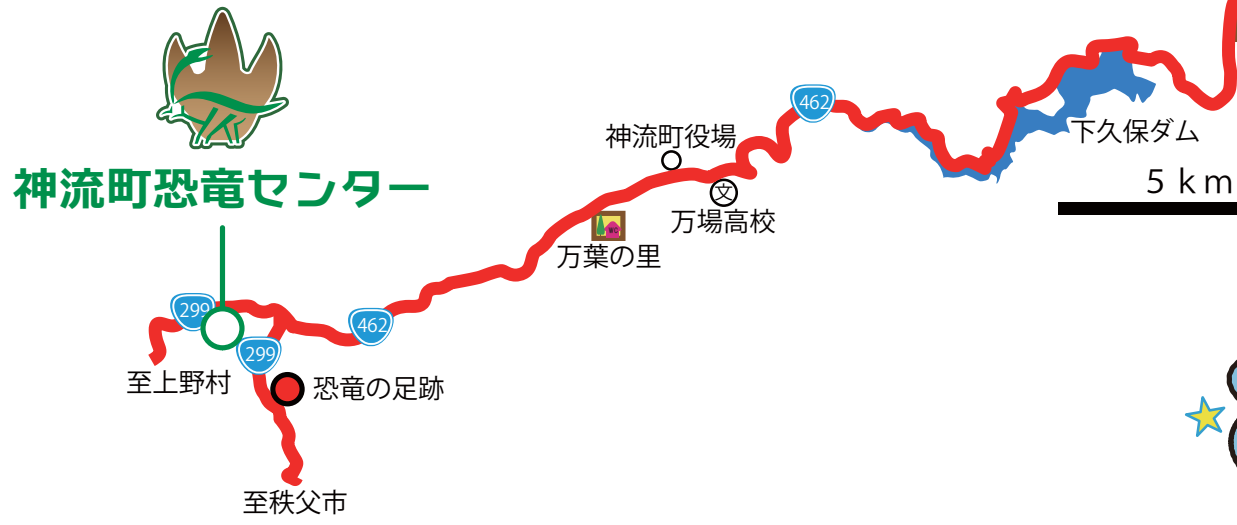 462
神流町役場
下久保ダム
神流町恐竜センター
5km
文
万場高校
万葉の里
299
462
299
至上野村
恐竜の足跡
至秩父市